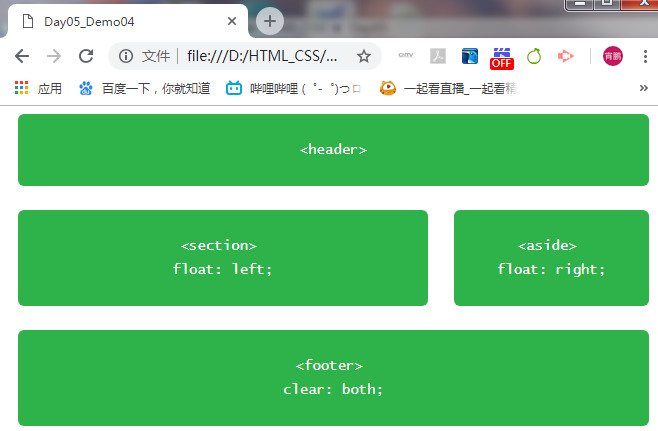 Day05_Demo04
文件
file:///D:/HTML_CSS/...
OFF
宵鹏
应用
百度一下，你就知道
哔哩哔哩 ( ゜- ゜)つロ
一起看直播_一起看精
<header>
<section>
float: left;
<aside>
float: right;
<footer>
clear: both;